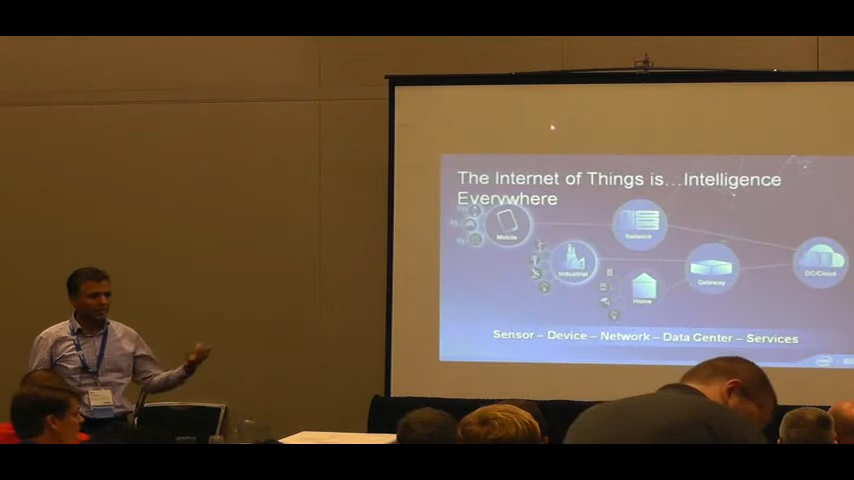 The Internet of Things is...Intelligence
Everywhere
Mobile
Network
Industrial
Gateway
DC/Cloud
Home
Sensor – Device – Network – Data Center – Services
intel